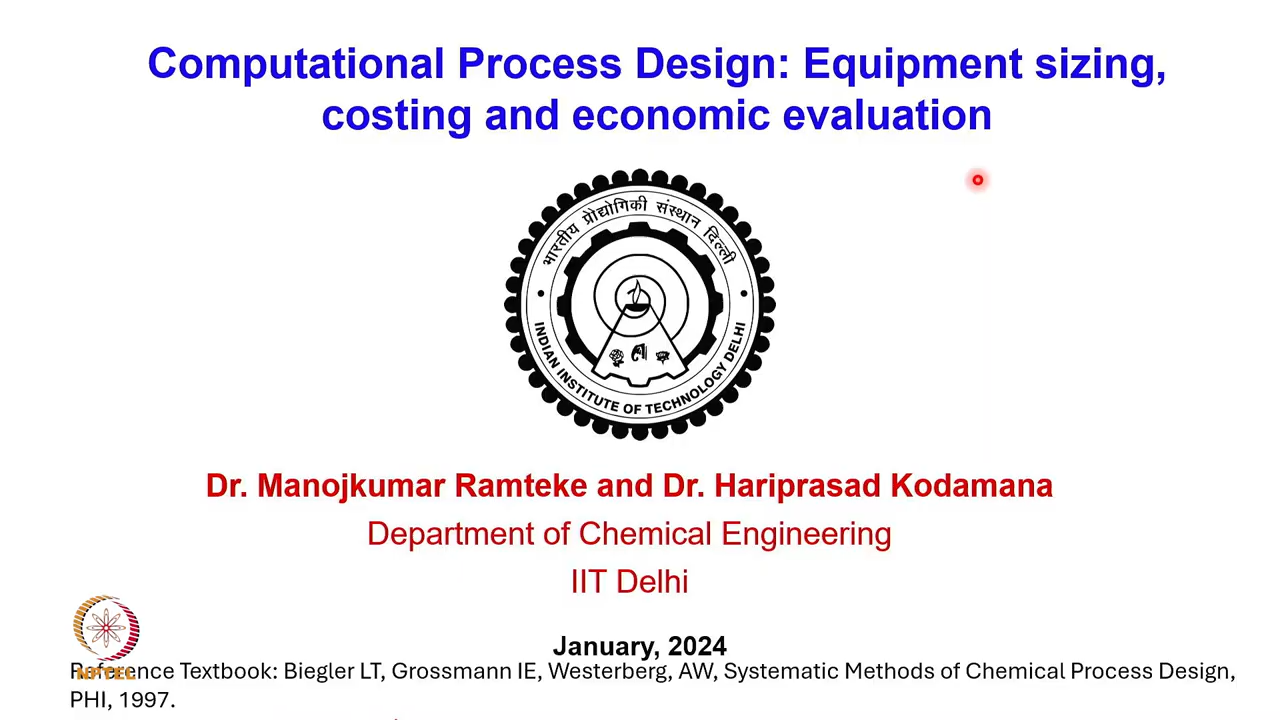 Computational Process Design: Equipment sizing,
costing and economic evaluation
भारतीय प्रौद्योगिकी संस्थान दिल्ली
INDIAN INSTITUTE OF TECHNOLOGY DELHI
Dr. Manojkumar Ramteke and Dr. Hariprasad Kodamana
Department of Chemical Engineering
IIT Delhi
January, 2024
NPTEL
Reference Textbook: Biegler LT, Grossmann IE, Westerberg, AW, Systematic Methods of Chemical Process Design,
PHI, 1997.